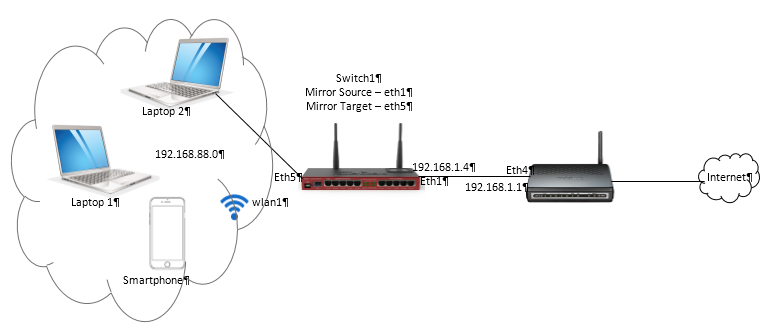 Switch1¶
Mirror Source – eth1¶
Mirror Target – eth5¶
Laptop 2¶
192.168.88.0¶
Laptop 1¶
Smartphone¶
wlan1¶
Eth5¶
192.168.1.4¶
Eth1¶
Eth4¶
192.168.1.1¶
Internet¶